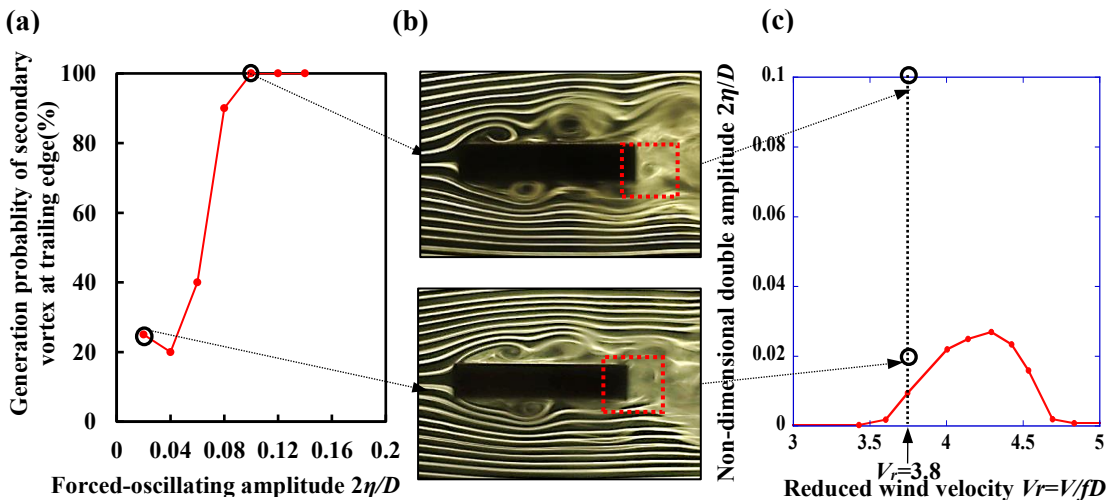 (a)
(b)
(c)
Generation probablity of secondary
vortex at trailing edge(%)
100
80
60
40
20
0
0
0.04
0.08
0.12
0.16
0.2
Forced-oscillating amplitude 2η/D
Non-dimensional double amplitude 2η/D
0.1
0.08
0.06
0.04
0.02
0
3
3.5
4
4.5
5
Vr=3.8
Reduced wind velocity Vr=V/fD